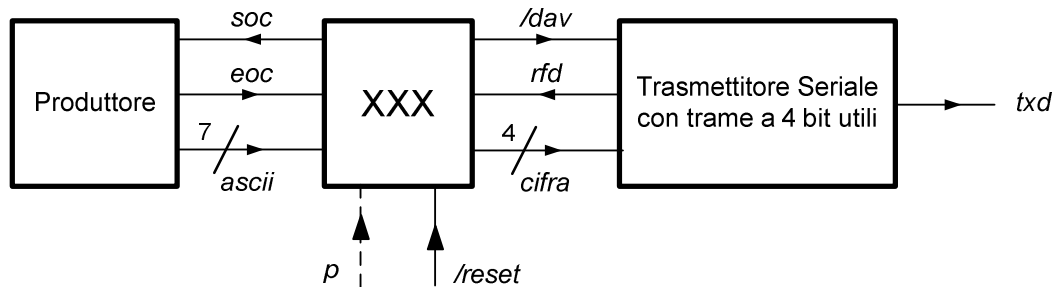 soc
/dav
eoc
rfd
Produttore
XXX
Trasmettitore Seriale
con trame a 4 bit utili
txd
7
4
ascii
cifra
p
/reset